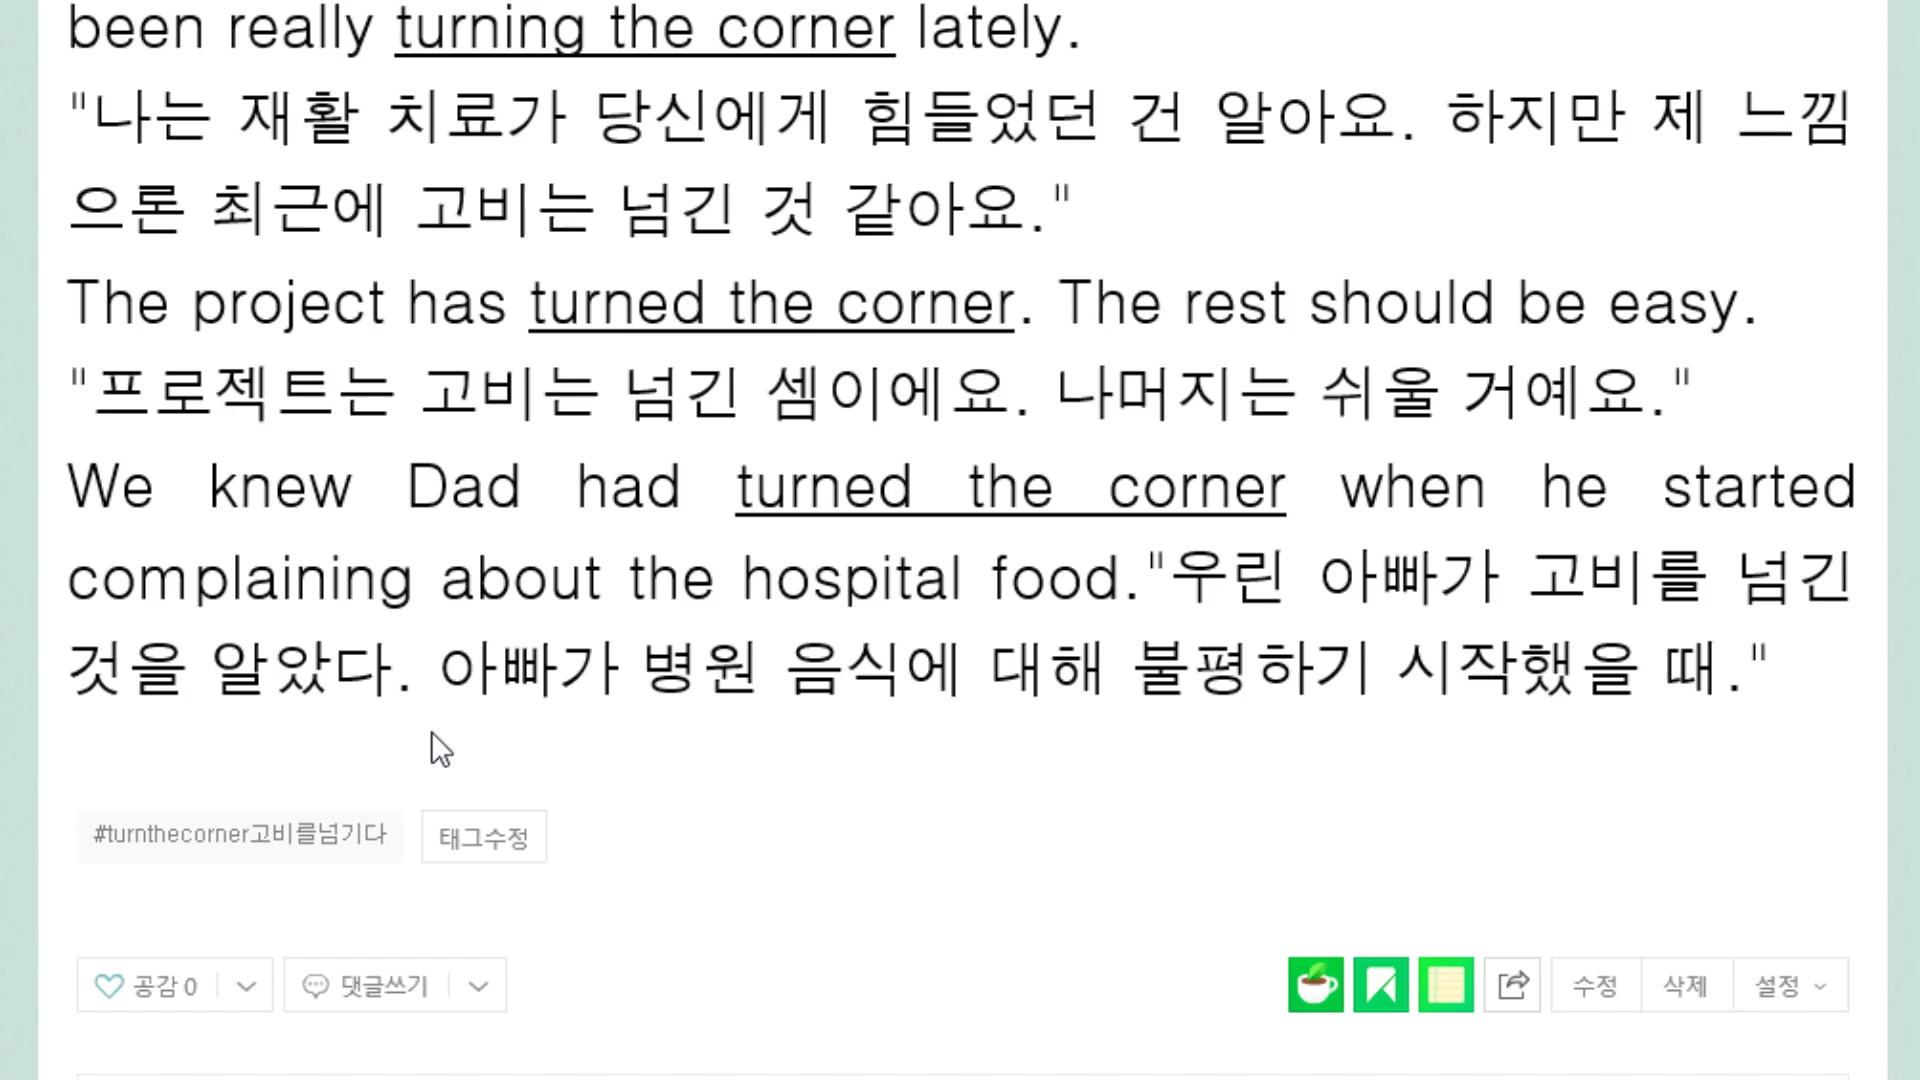 been really turning the corner lately.
"나는 재활 치료가 당신에게 힘들었던 건 알아요. 하지만 제 느낌
으론 최근에 고비는 넘긴 것 같아요."
The project has turned the corner. The rest should be easy.
"프로젝트는 고비는 넘긴 셈이에요. 나머지는 쉬울 거예요."
We knew Dad had turned the corner when he started
complaining about the hospital food."우린 아빠가 고비를 넘긴
것을 알았다. 아빠가 병원 음식에 대해 불평하기 시작했을 때."
#turnthecorner고비를넘기다 태그수정
공감 0 댓글쓰기 수정 삭제 설정